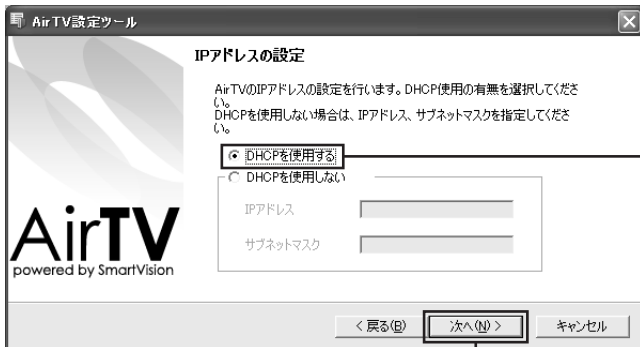 AirTV設定ツール
IPアドレスの設定
AirTVのIPアドレスの設定を行います。DHCP使用の有無を選択してくださ
い。
DHCPを使用しない場合は、IPアドレス、サブネットマスクを指定してくださ
い。
DHCPを使用する
DHCPを使用しない
IPアドレス
サブネットマスク
AirTV
powered by SmartVision
< 戻る(B)
次へ(N) >
キャンセル